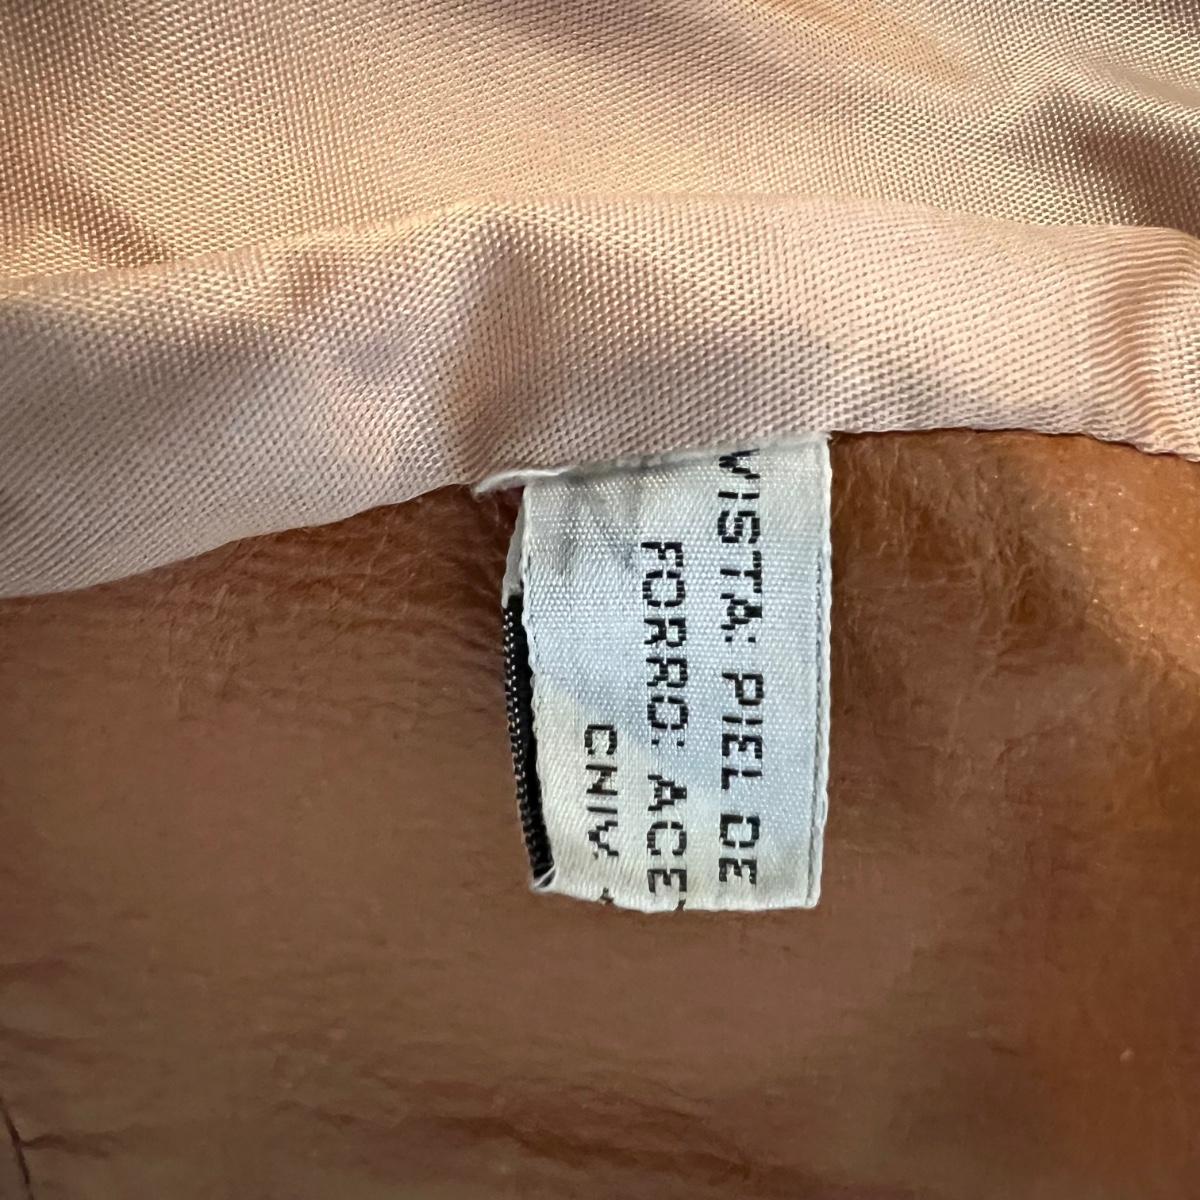 VISTA: PIEL DE
FORRO: ACE
CNIV.